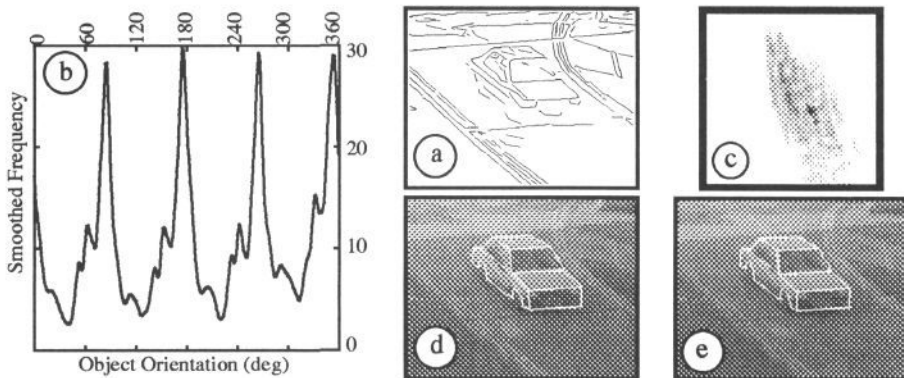 0 60 120 180 240 300 360
30
20
10
0
Smoothed Frequency
Object Orientation (deg)
b
a
c
d
e